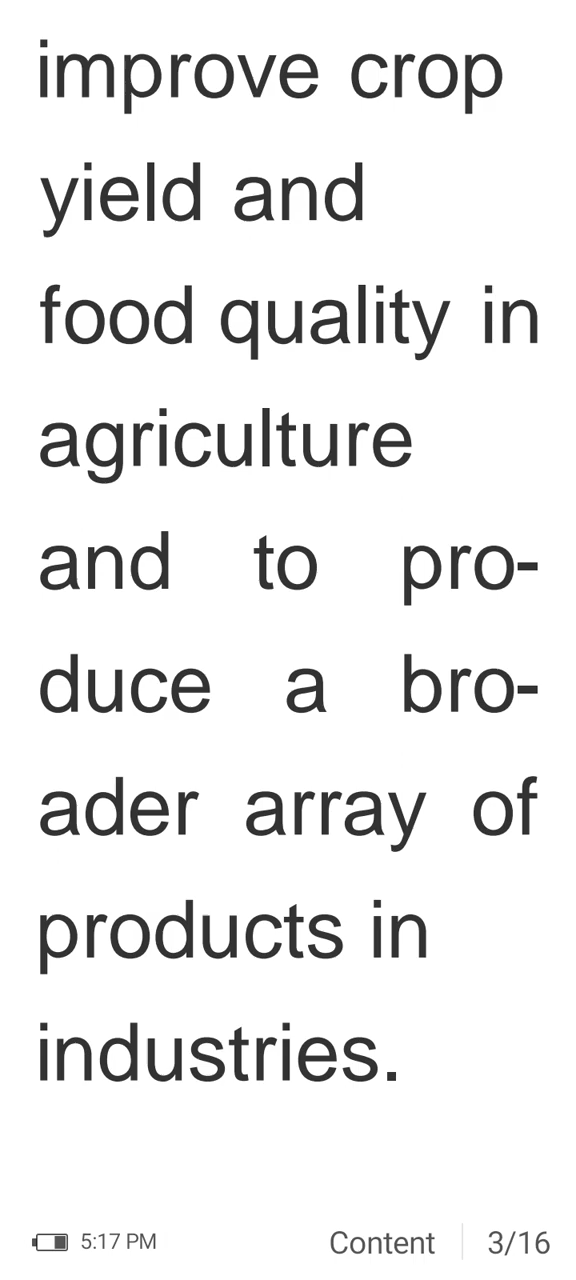 improve crop
yield and
food quality in
agriculture
and to pro-
duce a bro-
ader array of
products in
industries.
5:17 PM Content 3/16